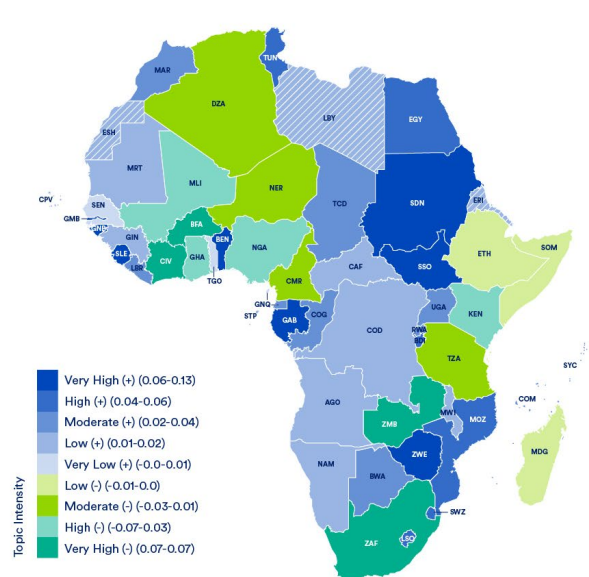 TUN
MAR
DZA
LBY
EGY
ESH
MRT
MLI
NER
TCD
SDN
ERI
CPV
SEN
GMB
GNB
GIN
BFA
BEN
NGA
SLE
LBR
CIV
GHA
TGO
CMR
CAF
SSO
ETH
SOM
GNQ
STP
GAB
COG
COD
UGA
KEN
RWA
BDI
TZA
SYC
COM
AGO
ZMB
MWI
MOZ
NAM
BWA
ZWE
MDG
SWZ
ZAF
LSO
Topic Intensity
Very High (+) (0.06-0.13)
High (+) (0.04-0.06)
Moderate (+) (0.02-0.04)
Low (+) (0.01-0.02)
Very Low (+) (-0.0-0.01)
Low (-) (-0.01-0.0)
Moderate (-) (-0.03-0.01)
High (-) (-0.07-0.03)
Very High (-) (0.07-0.07)